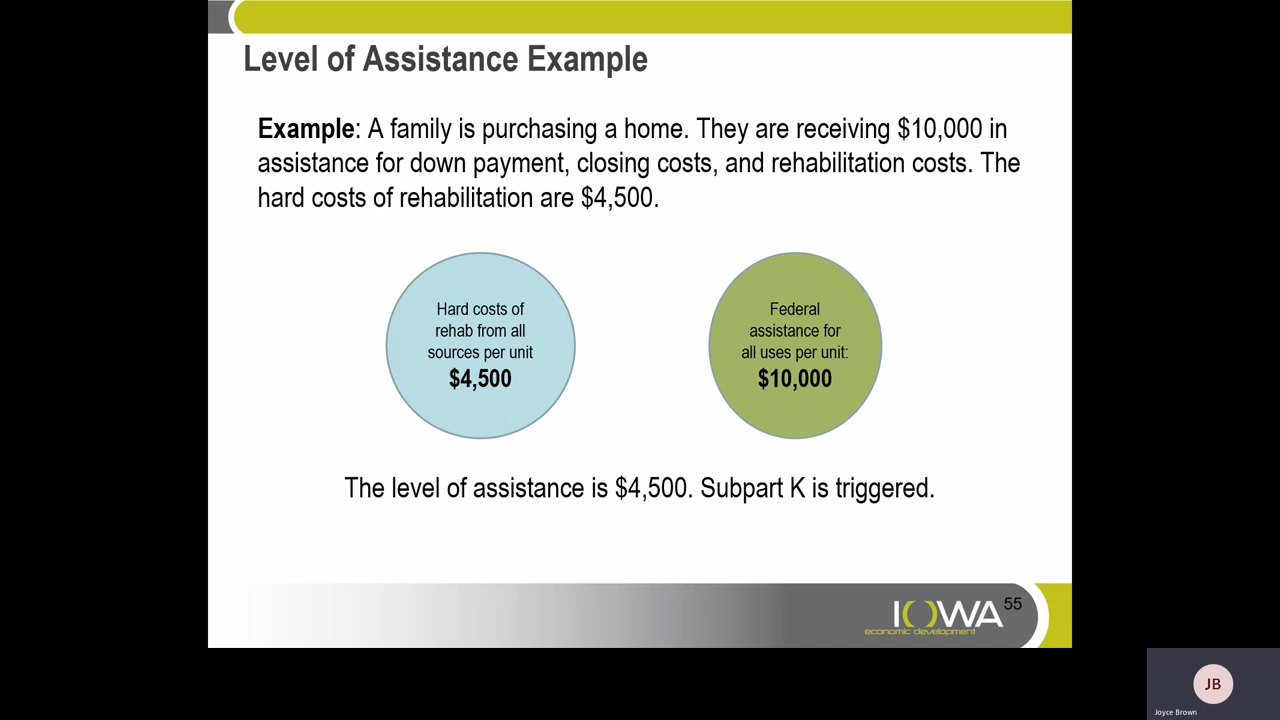 Level of Assistance Example
Example: A family is purchasing a home. They are receiving $10,000 in
assistance for down payment, closing costs, and rehabilitation costs. The
hard costs of rehabilitation are $4,500.
Hard costs of
rehab from all
sources per unit
$4,500
Federal
assistance for
all uses per unit:
$10,000
The level of assistance is $4,500. Subpart K is triggered.
IOWA
economic development
55
JB
Joyce Brown